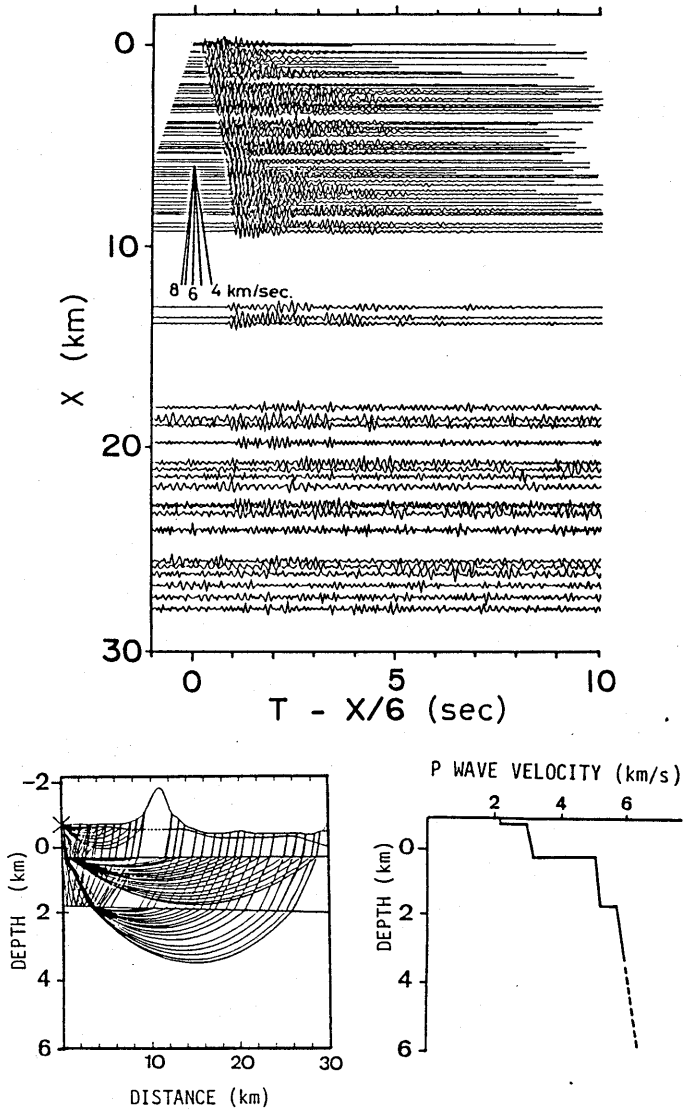 0
10
20
30
X (km)
8 6 4 km/sec.
0 5 10
T - X/6 (sec)
-2
0
2
4
6
DEPTH (km)
0 10 20 30
DISTANCE (km)
P WAVE VELOCITY (km/s)
2 4 6
0
2
4
6
DEPTH (km)